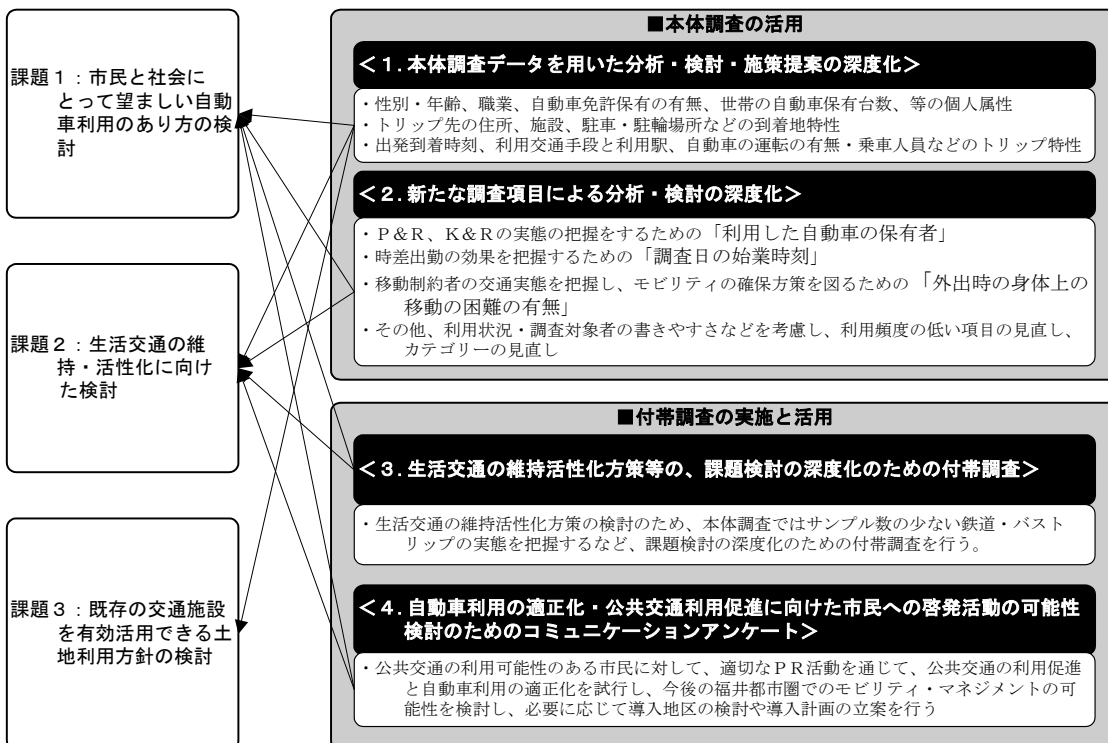 課題１：市民と社会に
とって望ましい自動
車利用のあり方の検
討
課題２：生活交通の維
持・活性化に向け
た検討
課題３：既存の交通施設
を有効活用できる土
地利用方針の検討
■本体調査の活用
＜１.本体調査データを用いた分析・検討・施策提案の深度化＞
・性別・年齢、職業、自動車免許保有の有無、世帯の自動車保有台数、等の個人属性
・トリップ先の住所、施設、駐車・駐輪場所などの到着地特性
・出発到着時刻、利用交通手段と利用駅、自動車の運転の有無・乗車人員などのトリップ特性
＜２.新たな調査項目による分析・検討の深度化＞
・Ｐ＆Ｒ、Ｋ＆Ｒの実態の把握をするための「利用した自動車の保有者」
・時差出勤の効果を把握するための「調査日の始業時刻」
・移動制約者の交通実態を把握し、モビリティの確保方策を図るための「外出時の身体上の
移動の困難の有無」
・その他、利用状況・調査対象者の書きやすさなどを考慮し、利用頻度の低い項目の見直し、
カテゴリーの見直し
■付帯調査の実施と活用
＜３.生活交通の維持活性化方策等の、課題検討の深度化のための付帯調査＞
・生活交通の維持活性化方策の検討のため、本体調査ではサンプル数の少ない鉄道・バスト
リップの実態を把握するなど、課題検討の深度化のための付帯調査を行う。
＜４.自動車利用の適正化・公共交通利用促進に向けた市民への啓発活動の可能性
検討のためのコミュニケーションアンケート＞
・公共交通の利用可能性のある市民に対して、適切なＰＲ活動を通じて、公共交通の利用促進
と自動車利用の適正化を試行し、今後の福井都市圏でのモビリティ・マネジメントの可
能性を検討し、必要に応じて導入地区の検討や導入計画の立案を行う